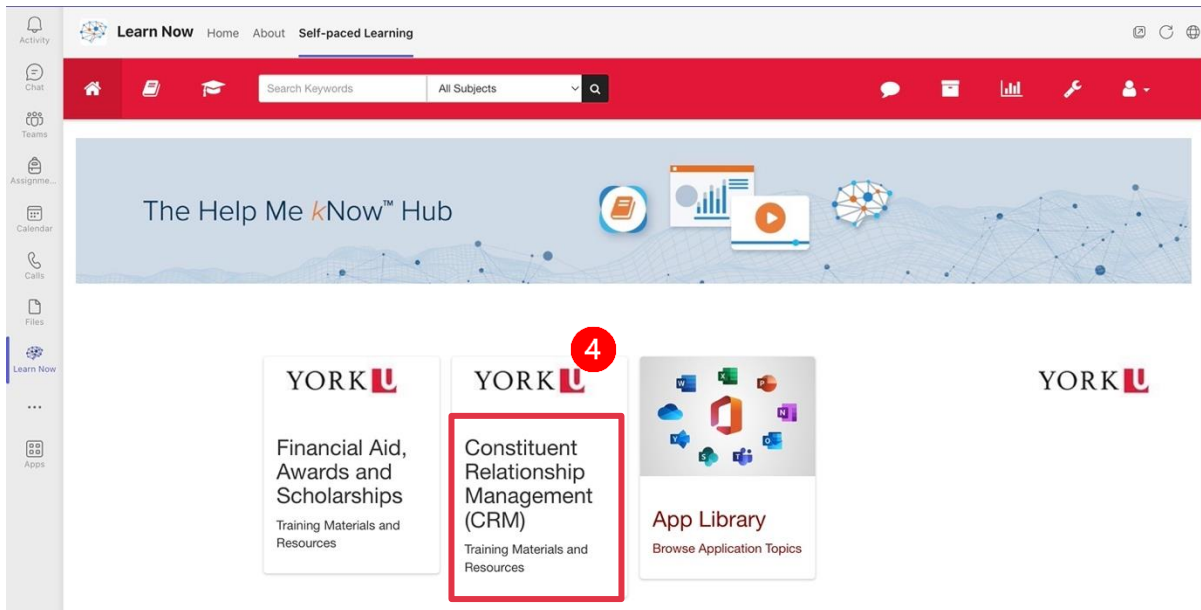 Activity
Chat
Teams
Assignme...
Calendar
Calls
Files
Learn Now
...
Apps
Learn Now Home About Self-paced Learning
Search Keywords All Subjects
The Help Me kNow™ Hub
YORK U
Financial Aid,
Awards and
Scholarships
Training Materials and
Resources
4
YORK U
Constituent
Relationship
Management
(CRM)
Training Materials and
Resources
W X P
N
V S T O
App Library
Browse Application Topics
YORK U